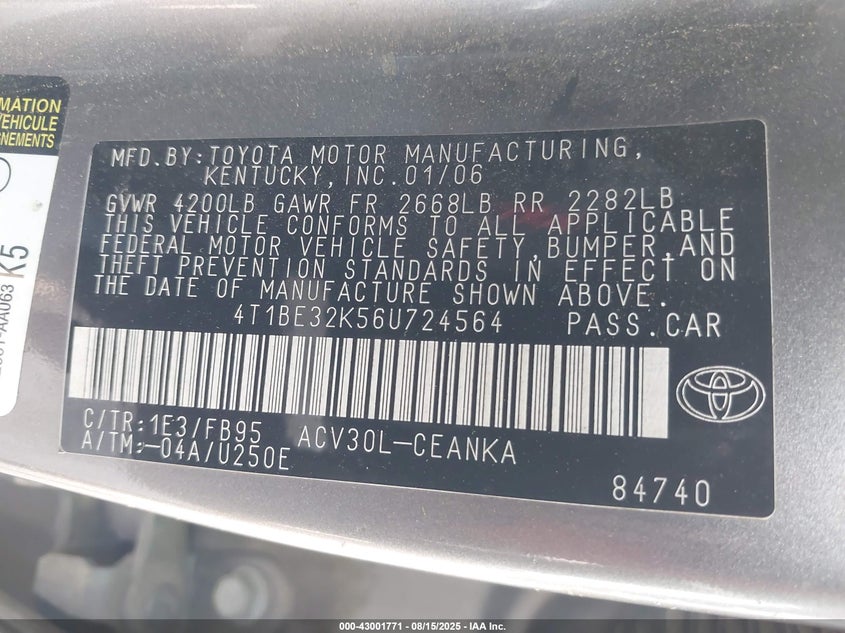 MATION
VEHICULE
GNEMENTS
K5
MFD.BY:TOYOTA MOTOR MANUFACTURING,
KENTUCKY,INC.01/06
GVWR 4200LB GAWR FR 2668LB RR 2282LB
THIS VEHICLE CONFORMS TO ALL APPLICABLE
FEDERAL MOTOR VEHICLE SAFETY,BUMPER,AND
THEFT PREVENTION STANDARDS IN EFFECT ON
THE DATE OF MANUFACTURE SHOWN ABOVE.
4T1BE32K56U724564 PASS.CAR
C/TR:1E3/FB95 ACV30L-CEANKA
A/TM:-04A/U250E
84740
000-43001771 - 08/15/2025 - IAA Inc.